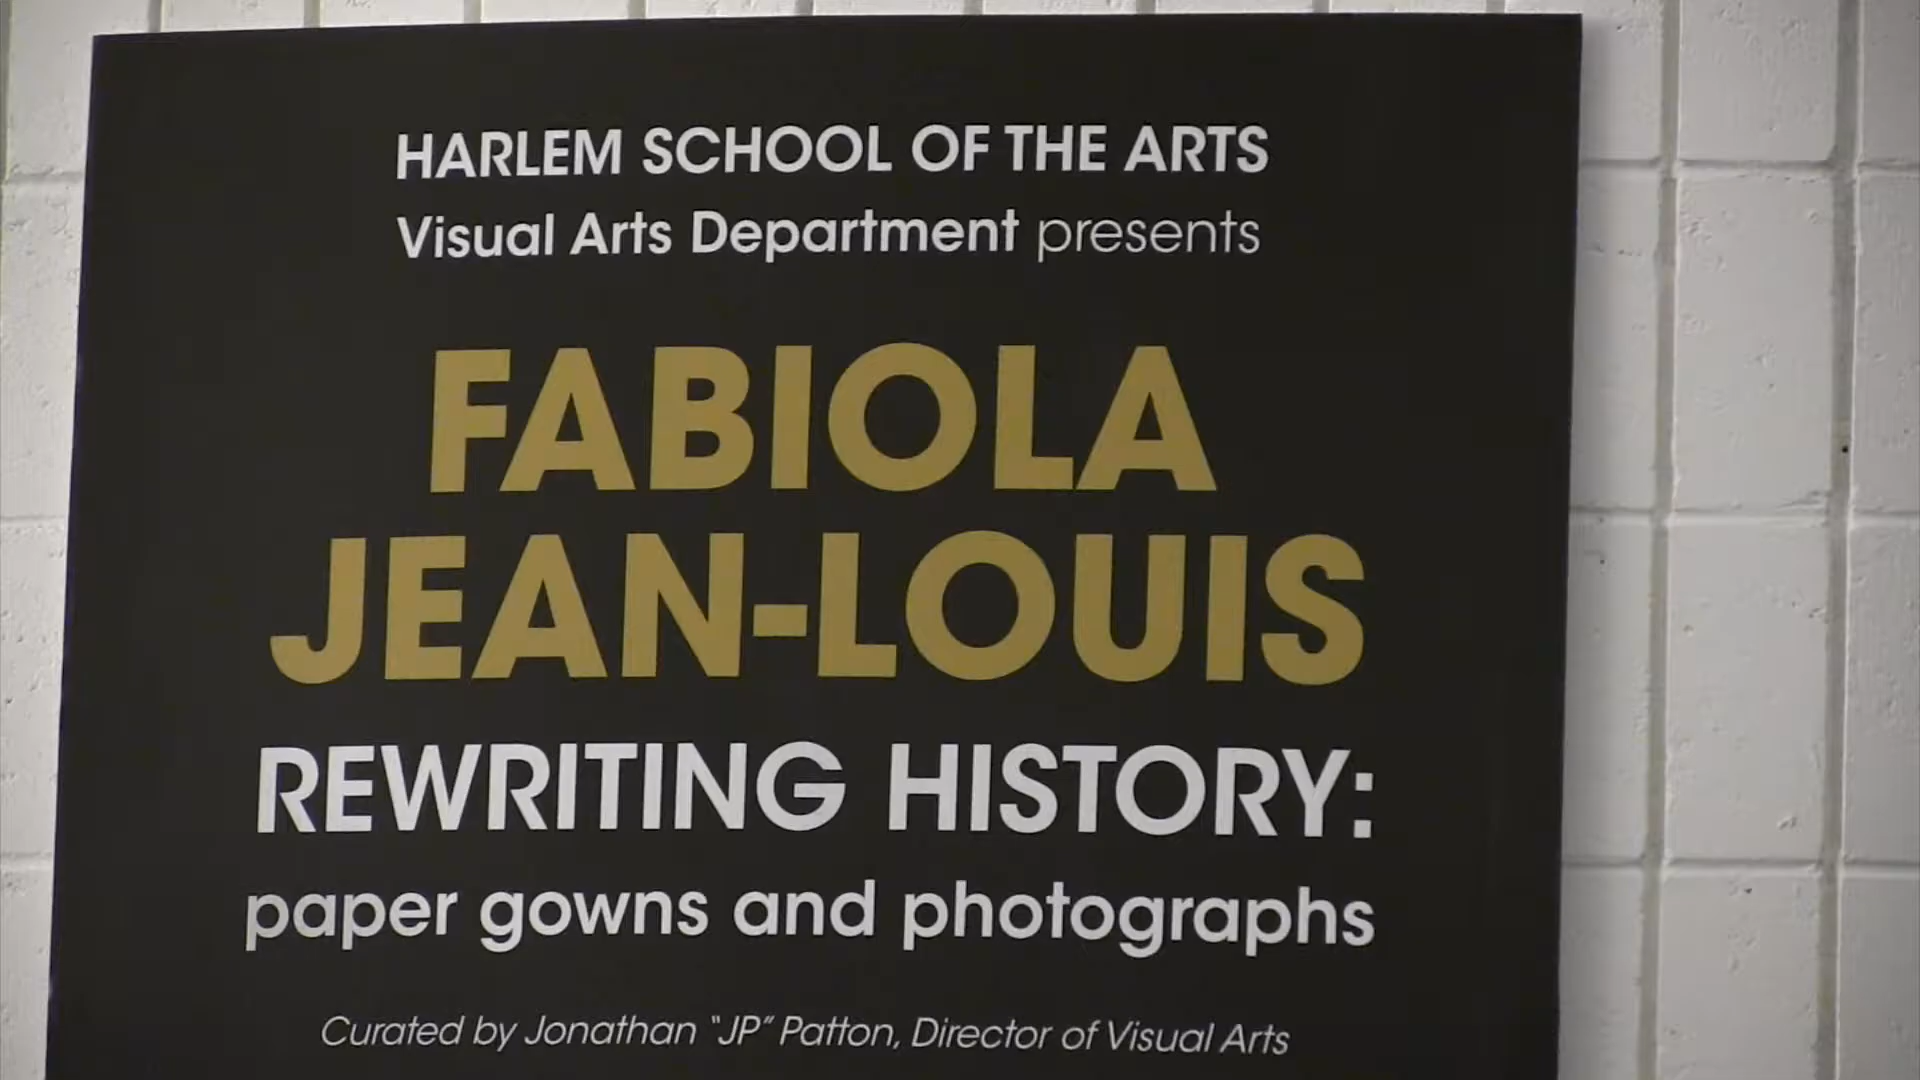 HARLEM SCHOOL OF THE ARTS
Visual Arts Department presents
FABIOLA
JEAN-LOUIS
REWRITING HISTORY:
paper gowns and photographs
Curated by Jonathan “JP” Patton, Director of Visual Arts